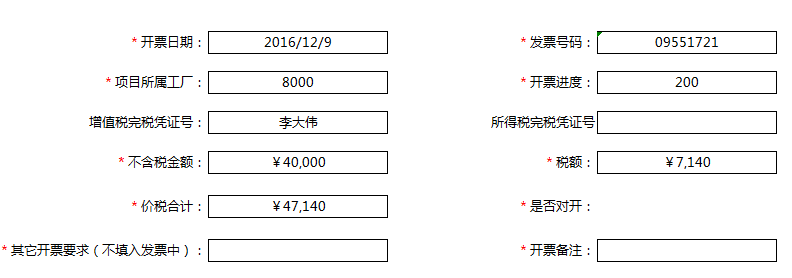 * 开票日期： 2016/12/9 * 发票号码： 09551721
* 项目所属工厂： 8000 * 开票进度： 200
增值税完税凭证号： 李大伟 所得税完税凭证号
* 不含税金额： ￥40,000 * 税额： ￥7,140
* 价税合计： ￥47,140 * 是否对开：
* 其它开票要求（不填入发票中）： * 开票备注：